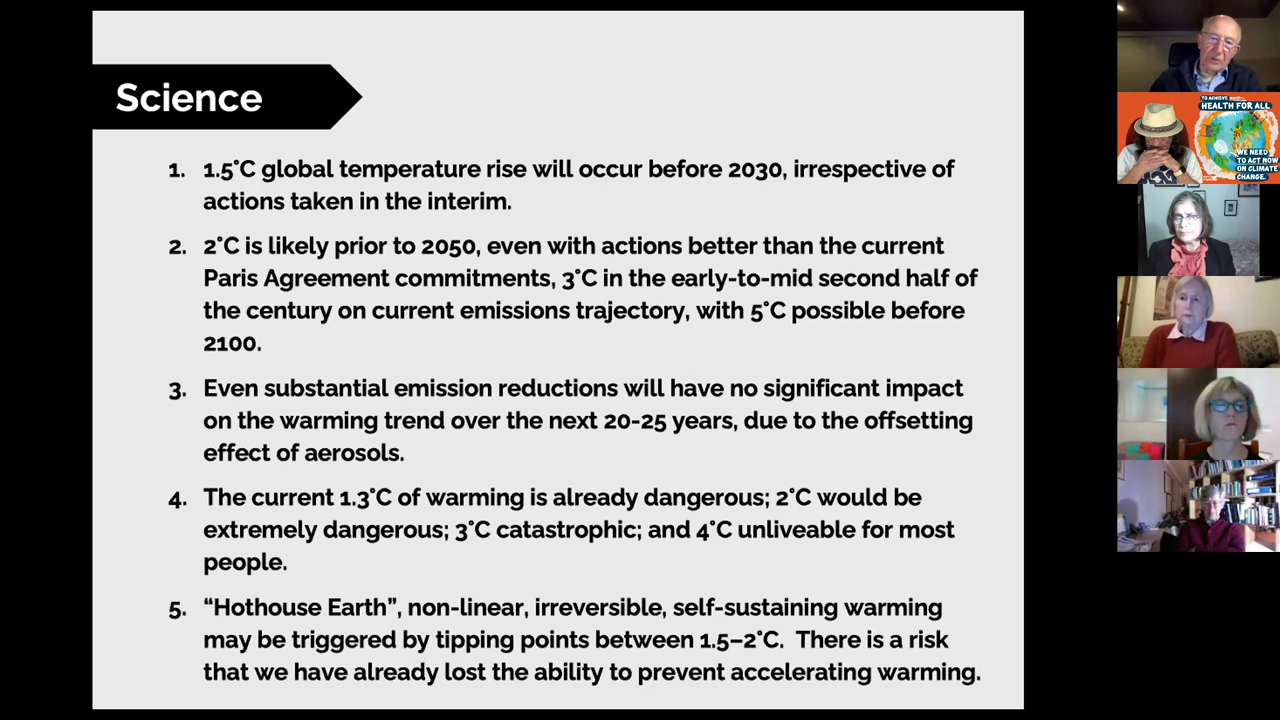 Science
1. 1.5°C global temperature rise will occur before 2030, irrespective of
actions taken in the interim.
2. 2°C is likely prior to 2050, even with actions better than the current
Paris Agreement commitments, 3°C in the early-to-mid second half of
the century on current emissions trajectory, with 5°C possible before
2100.
3. Even substantial emission reductions will have no significant impact
on the warming trend over the next 20-25 years, due to the offsetting
effect of aerosols.
4. The current 1.3°C of warming is already dangerous; 2°C would be
extremely dangerous; 3°C catastrophic; and 4°C unliveable for most
people.
5. “Hothouse Earth”, non-linear, irreversible, self-sustaining warming
may be triggered by tipping points between 1.5–2°C. There is a risk
that we have already lost the ability to prevent accelerating warming.
TO ACHIEVE
HEALTH FOR ALL
WE NEED
TO ACT NOW
ON CLIMATE
CHANGE.